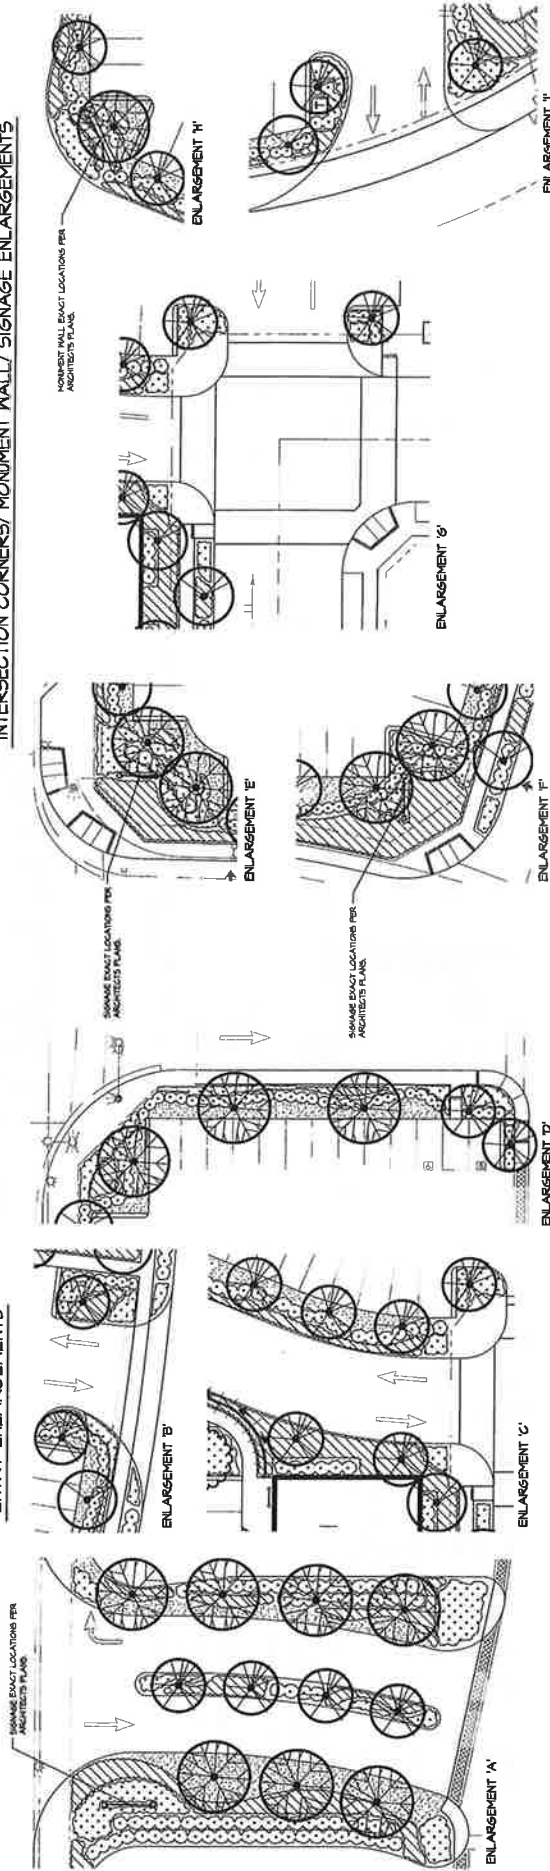 INTERSECTION CORNERS/ MONUMENT WALL/ SIGNAGE ENLARGEMENTS
SIGNAGE EXACT LOCATIONS PER
ARCHITECTS PLANS.
ENLARGEMENT 'A'
ENLARGEMENT 'B'
ENLARGEMENT 'C'
ENLARGEMENT 'D'
SIGNAGE EXACT LOCATIONS PER
ARCHITECTS PLANS.
ENLARGEMENT 'E'
SIGNAGE EXACT LOCATIONS PER
ARCHITECTS PLANS.
ENLARGEMENT 'F'
ENLARGEMENT 'G'
MONUMENT WALL EXACT LOCATIONS PER
ARCHITECTS PLANS.
ENLARGEMENT 'H'
T
ENLARGEMENT 'I'